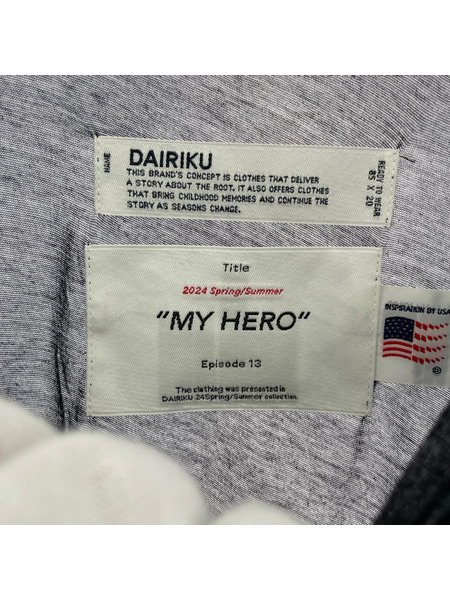 NAME
DAIRIKU
THIS BRAND'S CONCEPT IS CLOTHES THAT DELIVER
A STORY ABOUT THE ROOT. IT ALSO OFFERS CLOTHES
THAT BRING CHILDHOOD MEMORIES AND CONTINUE THE
STORY AS SEASONS CHANGE.
READY TO WEAR
85 X 20
Title
2024 Spring/Summer
"MY HERO"
Episode 13
The clothing was presented in
DAIRIKU 24Spring/Summer collection.
INSPIRATION BY USA
®